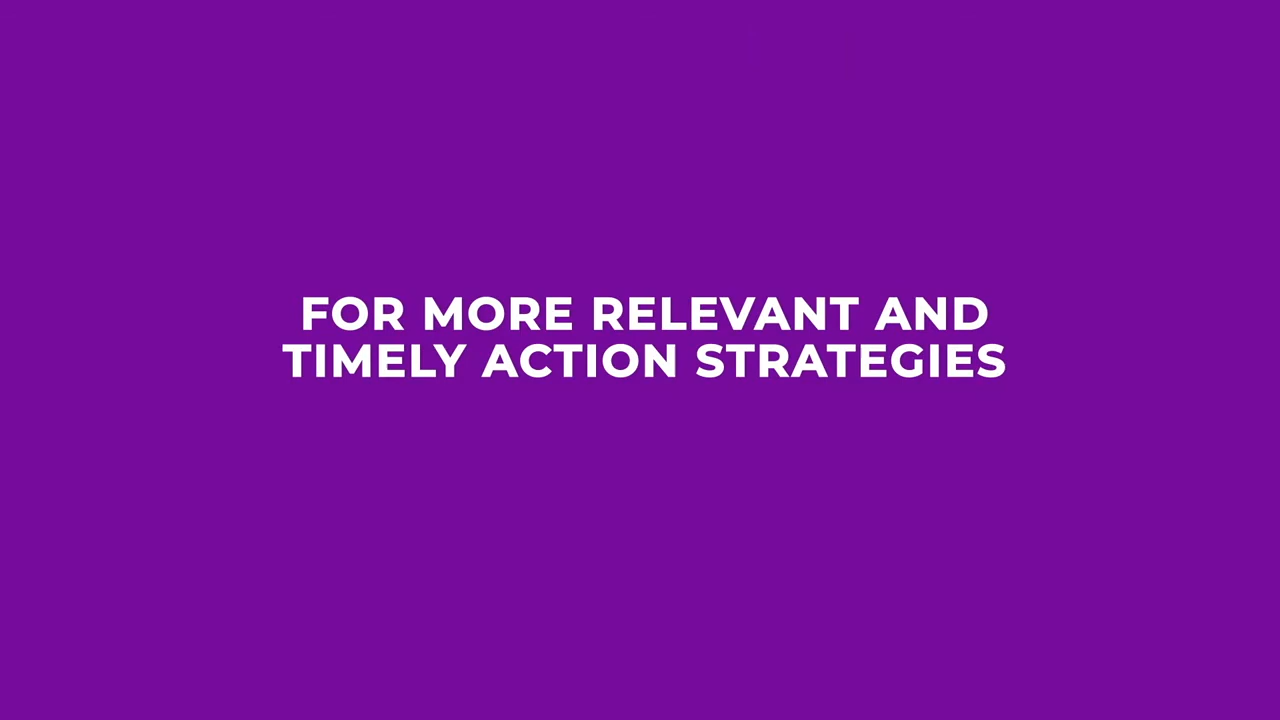 FOR MORE RELEVANT AND
TIMELY ACTION STRATEGIES